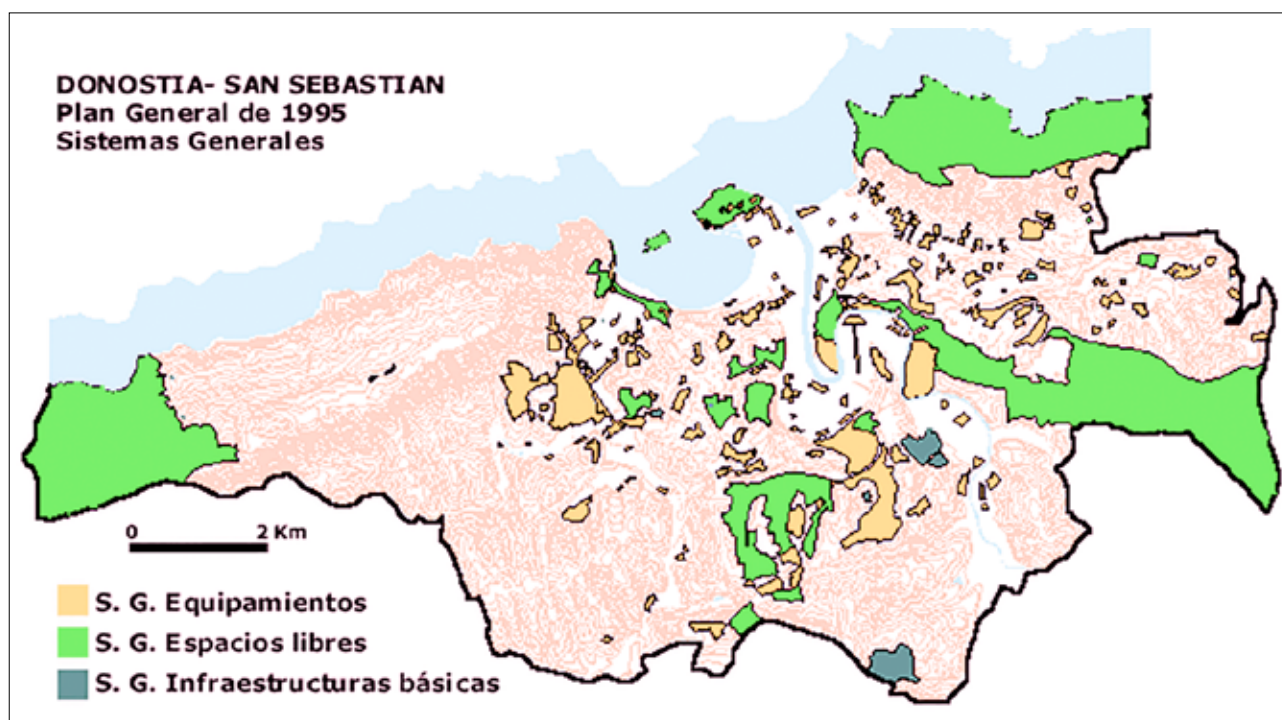 DONOSTIA- SAN SEBASTIAN
Plan General de 1995
Sistemas Generales
0 2 Km
S. G. Equipamientos
S. G. Espacios libres
S. G. Infraestructuras básicas